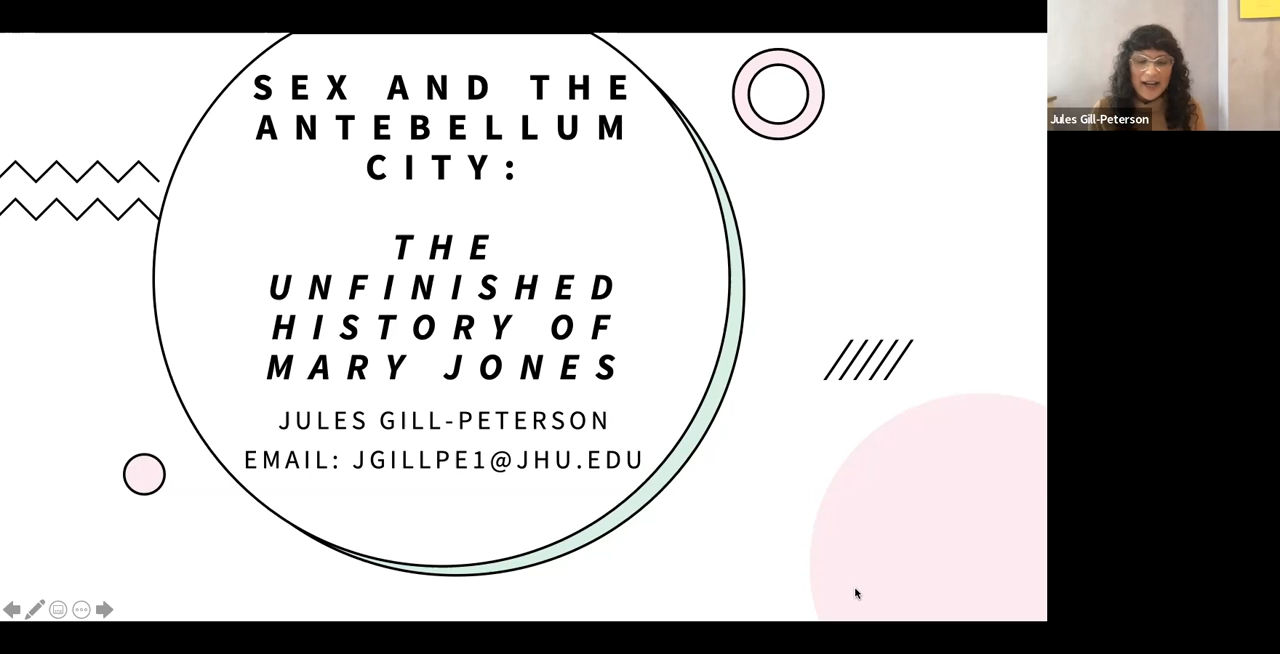 SEX AND THE
ANTEBELLUM
CITY:
THE
UNFINISHED
HISTORY OF
MARY JONES
JULES GILL-PETERSON
EMAIL: JGILLPE1@JHU.EDU
Jules Gill-Peterson